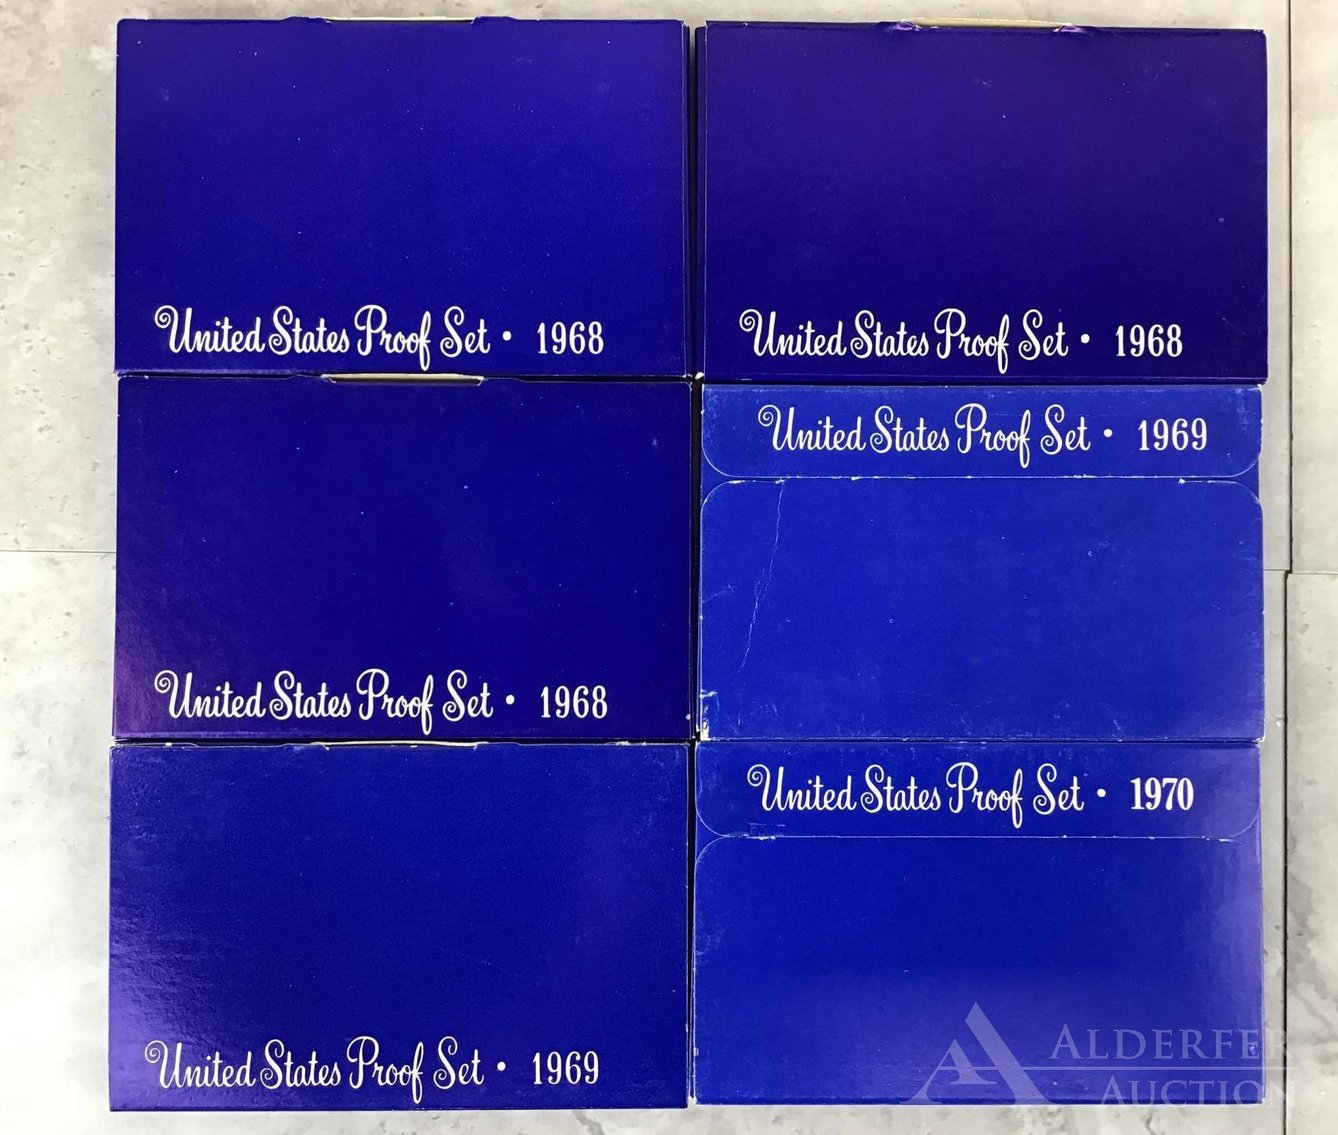 United States Proof Set • 1968
United States Proof Set • 1968
United States Proof Set • 1968
United States Proof Set • 1969
United States Proof Set • 1969
United States Proof Set • 1970
ALDERFER
AUCTION